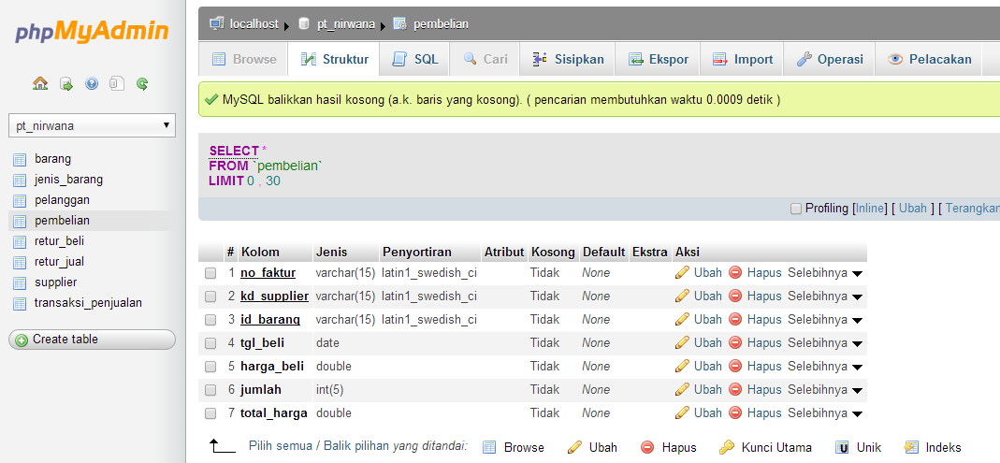 phpMyAdmin
pt_nirwana
barang
jenis_barang
pelanggan
pembelian
retur_beli
retur_jual
supplier
transaksi_penjualan
Create table
localhost pt_nirwana pembelian
Browse Struktur SQL Cari Sisipkan Ekspor Import Operasi Pelacakan
MySQL balikkan hasil kosong (a.k. baris yang kosong). ( pencarian membutuhkan waktu 0.0009 detik )
SELECT *
FROM `pembelian`
LIMIT 0 , 30
Profiling [Inline] [ Ubah ] [ Terangkan
# Kolom Jenis Penyortiran Atribut Kosong Default Ekstra Aksi
1 no_faktur varchar(15) latin1_swedish_ci Tidak None Ubah Hapus Selebihnya
2 kd_supplier varchar(15) latin1_swedish_ci Tidak None Ubah Hapus Selebihnya
3 id_barang varchar(15) latin1_swedish_ci Tidak None Ubah Hapus Selebihnya
4 tgl_beli date Tidak None Ubah Hapus Selebihnya
5 harga_beli double Tidak None Ubah Hapus Selebihnya
6 jumlah int(5) Tidak None Ubah Hapus Selebihnya
7 total_harga double Tidak None Ubah Hapus Selebihnya
Pilih semua / Balik pilihan yang ditandai: Browse Ubah Hapus Kunci Utama Unik Indeks